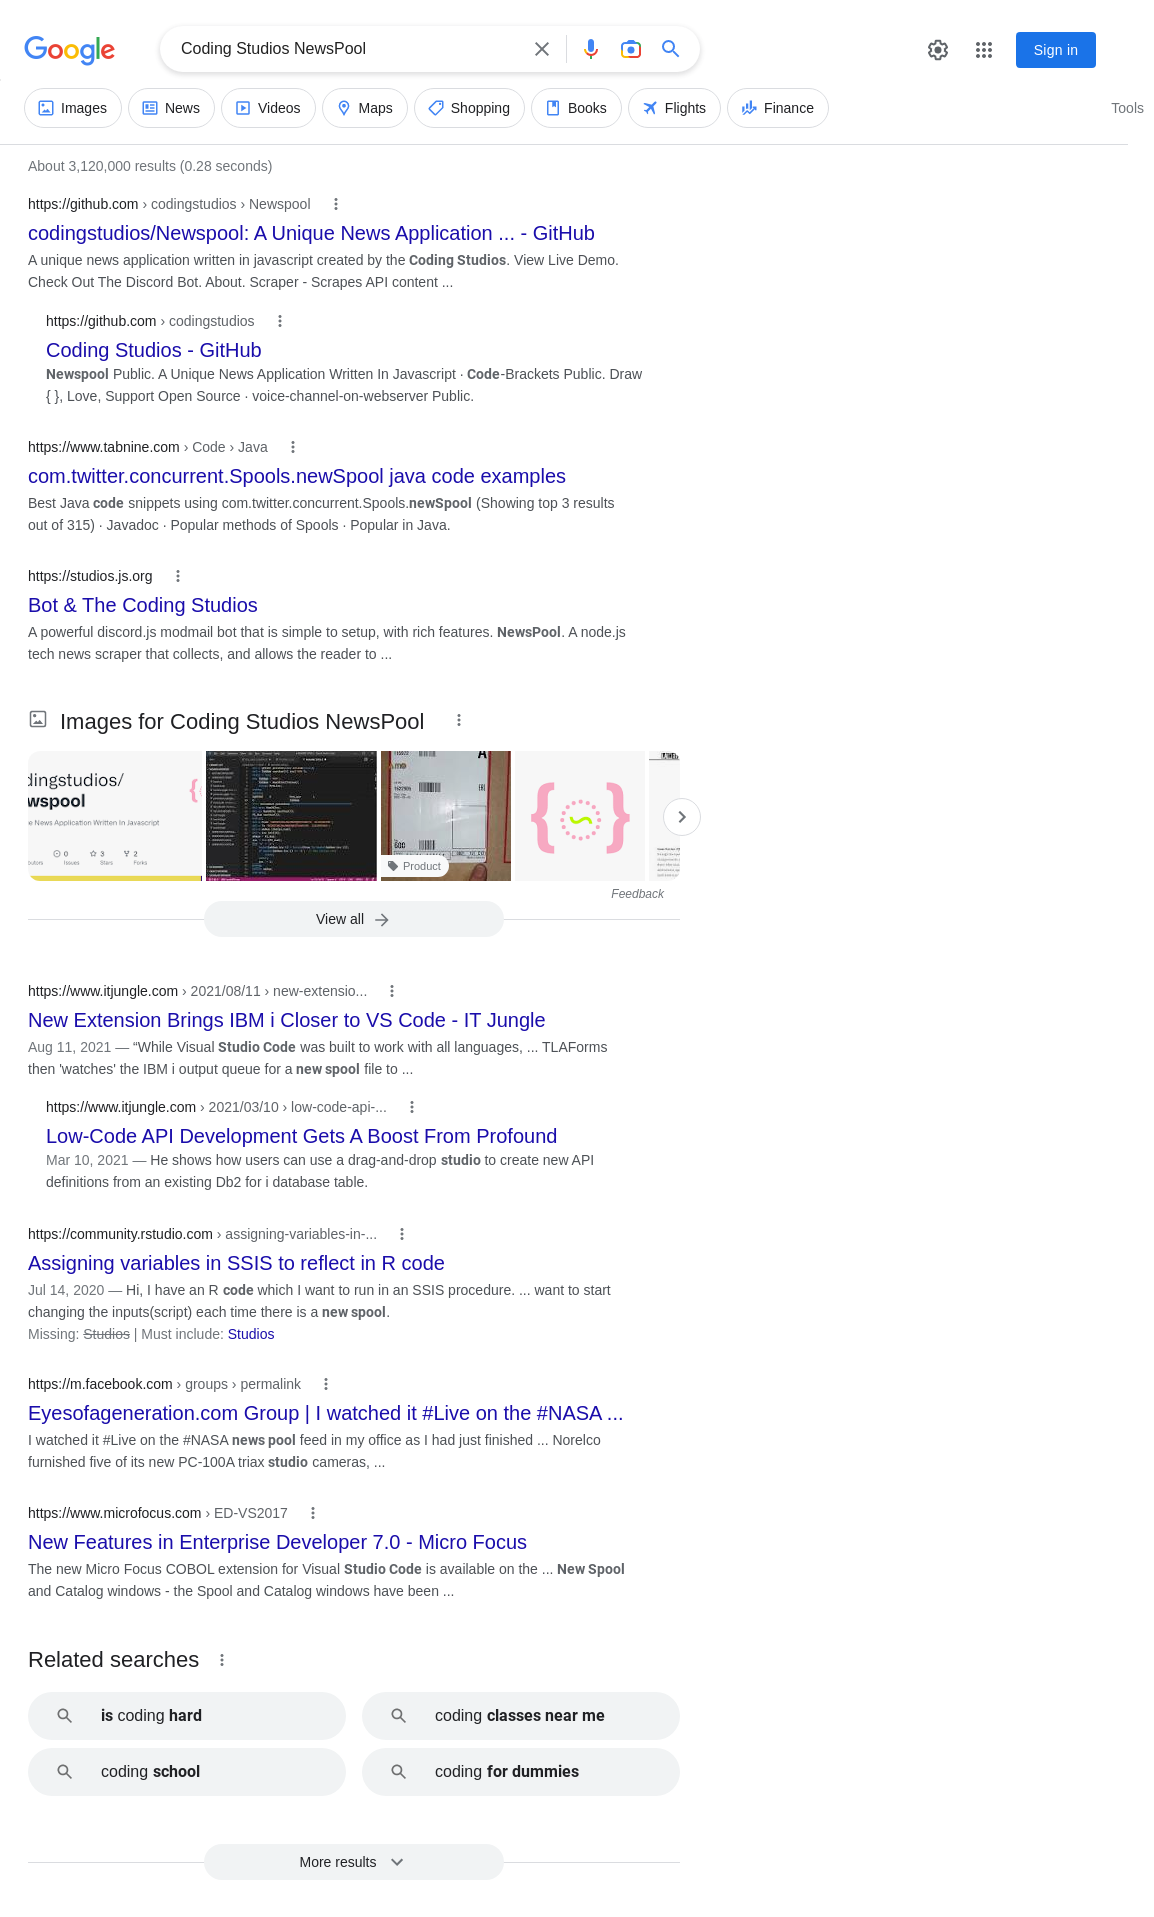 Google
Coding Studios NewsPool
Sign in
Images
News
Videos
Maps
Shopping
Books
Flights
Finance
Tools
About 3,120,000 results (0.28 seconds)
https://github.com › codingstudios › Newspool
codingstudios/Newspool: A Unique News Application ... - GitHub
A unique news application written in javascript created by the Coding Studios. View Live Demo.
Check Out The Discord Bot. About. Scraper - Scrapes API content ...
https://github.com › codingstudios
Coding Studios - GitHub
Newspool Public. A Unique News Application Written In Javascript · Code-Brackets Public. Draw
{ }, Love, Support Open Source · voice-channel-on-webserver Public.
https://www.tabnine.com › Code › Java
com.twitter.concurrent.Spools.newSpool java code examples
Best Java code snippets using com.twitter.concurrent.Spools.newSpool (Showing top 3 results
out of 315) · Javadoc · Popular methods of Spools · Popular in Java.
https://studios.js.org
Bot & The Coding Studios
A powerful discord.js modmail bot that is simple to setup, with rich features. NewsPool. A node.js
tech news scraper that collects, and allows the reader to ...
Images for Coding Studios NewsPool
dingstudios/
wspool
e News Application Written In Javascript
0 3 2
utors Issues Stars Forks
Product
Feedback
View all
https://www.itjungle.com › 2021/08/11 › new-extensio...
New Extension Brings IBM i Closer to VS Code - IT Jungle
Aug 11, 2021 — “While Visual Studio Code was built to work with all languages, ... TLAForms
then 'watches' the IBM i output queue for a new spool file to ...
https://www.itjungle.com › 2021/03/10 › low-code-api-...
Low-Code API Development Gets A Boost From Profound
Mar 10, 2021 — He shows how users can use a drag-and-drop studio to create new API
definitions from an existing Db2 for i database table.
https://community.rstudio.com › assigning-variables-in-...
Assigning variables in SSIS to reflect in R code
Jul 14, 2020 — Hi, I have an R code which I want to run in an SSIS procedure. ... want to start
changing the inputs(script) each time there is a new spool.
Missing: Studios | Must include: Studios
https://m.facebook.com › groups › permalink
Eyesofageneration.com Group | I watched it #Live on the #NASA ...
I watched it #Live on the #NASA news pool feed in my office as I had just finished ... Norelco
furnished five of its new PC-100A triax studio cameras, ...
https://www.microfocus.com › ED-VS2017
New Features in Enterprise Developer 7.0 - Micro Focus
The new Micro Focus COBOL extension for Visual Studio Code is available on the ... New Spool
and Catalog windows - the Spool and Catalog windows have been ...
Related searches
is coding hard
coding classes near me
coding school
coding for dummies
More results